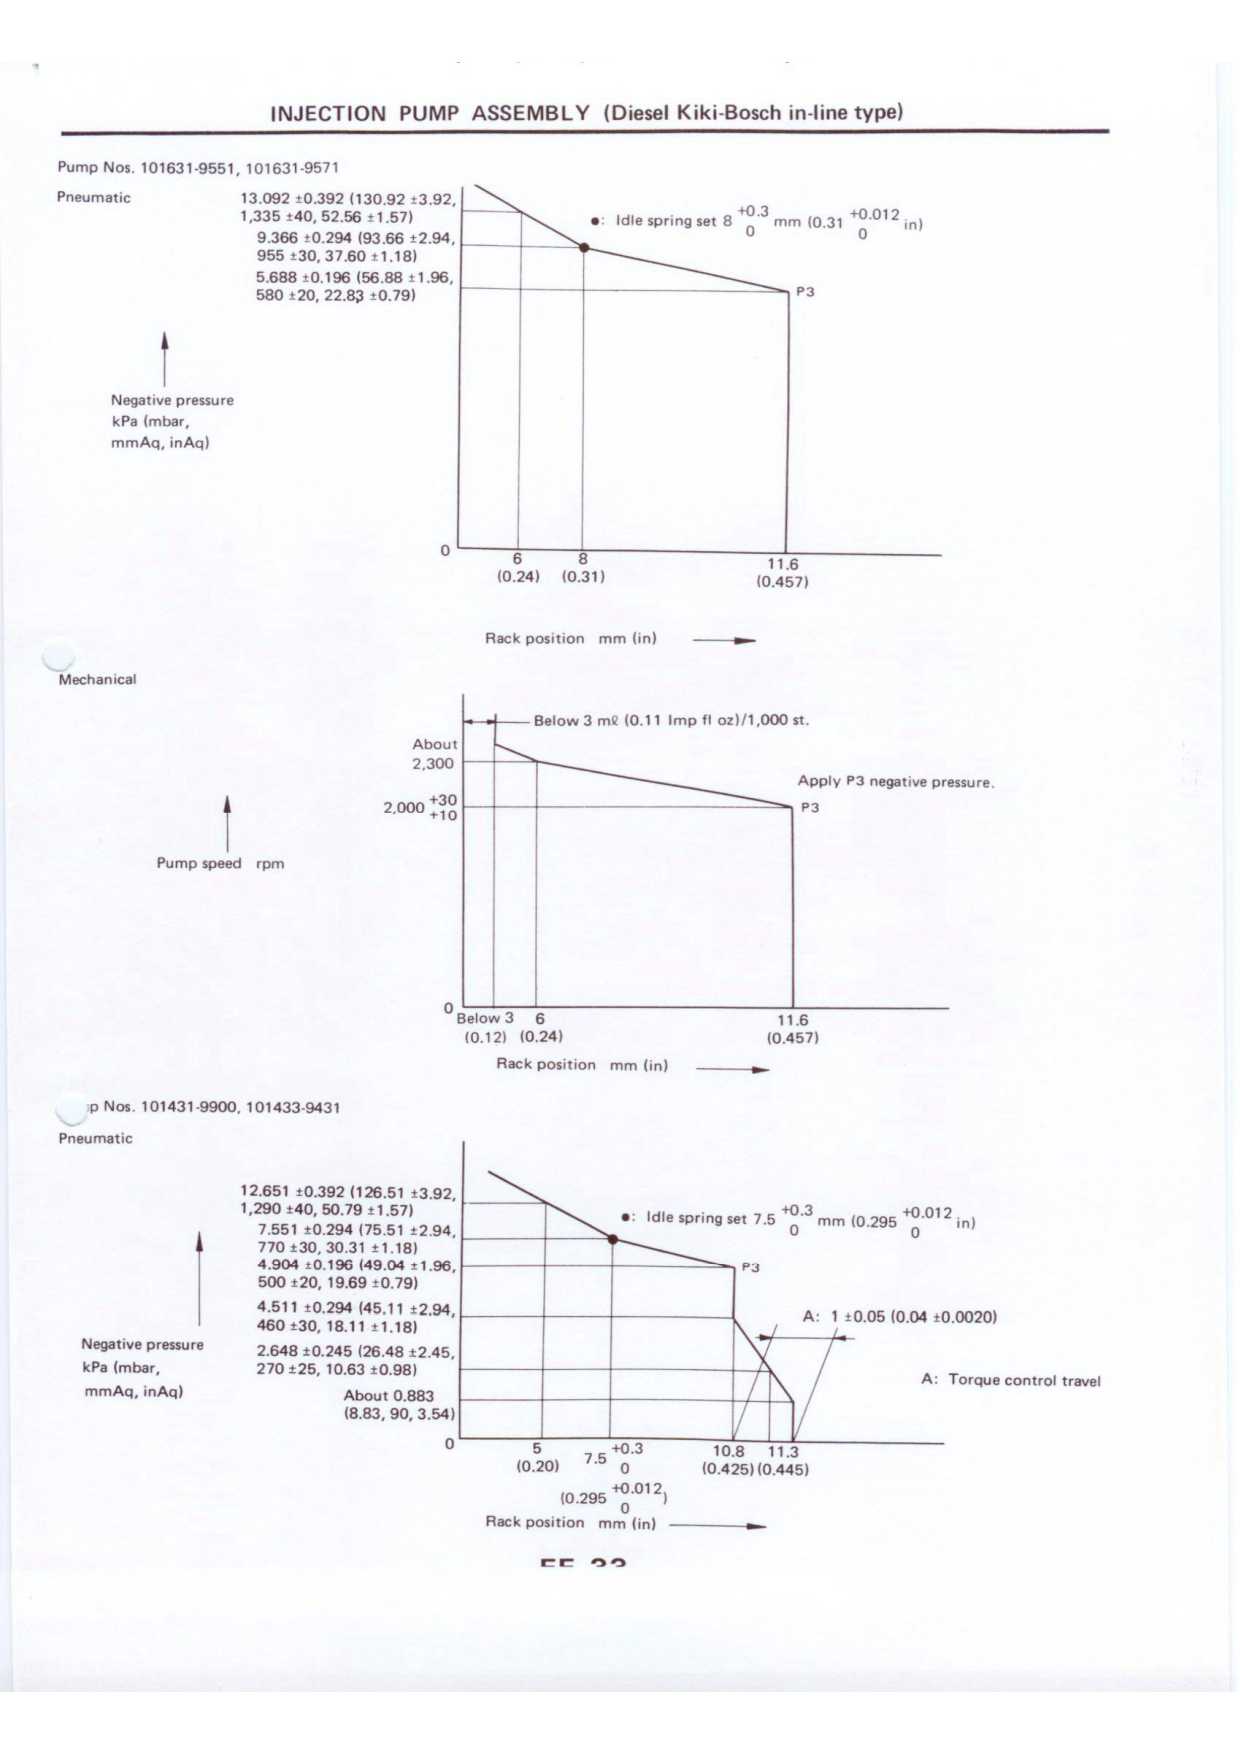 INJECTION PUMP ASSEMBLY (Diesel Kiki-Bosch in-line type)
Pump Nos. 101631-9551, 101631-9571
Pneumatic
13.092 ±0.392 (130.92 ±3.92,
1,335 ±40, 52.56 ±1.57)
9.366 ±0.294 (93.66 ±2.94,
955 ±30, 37.60 ±1.18)
5.688 ±0.196 (56.88 ±1.96,
580 ±20, 22.83 ±0.79)
●: Idle spring set 8 +0.3 0 mm (0.31 +0.012 0 in)
P3
Negative pressure
kPa (mbar,
mmAq, inAq)
0
6 8 11.6
(0.24) (0.31) (0.457)
Rack position mm (in)
Mechanical
Below 3 mℓ (0.11 Imp fl oz)/1,000 st.
About
2,300
Apply P3 negative pressure.
2,000 +30 +10
P3
Pump speed rpm
0
Below 3 6 11.6
(0.12) (0.24) (0.457)
Rack position mm (in)
p Nos. 101431-9900, 101433-9431
Pneumatic
12.651 ±0.392 (126.51 ±3.92,
1,290 ±40, 50.79 ±1.57)
7.551 ±0.294 (75.51 ±2.94,
770 ±30, 30.31 ±1.18)
4.904 ±0.196 (49.04 ±1.96,
500 ±20, 19.69 ±0.79)
4.511 ±0.294 (45.11 ±2.94,
460 ±30, 18.11 ±1.18)
2.648 ±0.245 (26.48 ±2.45,
270 ±25, 10.63 ±0.98)
About 0.883
(8.83, 90, 3.54)
●: Idle spring set 7.5 +0.3 0 mm (0.295 +0.012 0 in)
P3
A: 1 ±0.05 (0.04 ±0.0020)
A: Torque control travel
Negative pressure
kPa (mbar,
mmAq, inAq)
0
5 7.5 +0.3 0 10.8 11.3
(0.20) (0.425) (0.445)
(0.295 +0.012 0)
Rack position mm (in)